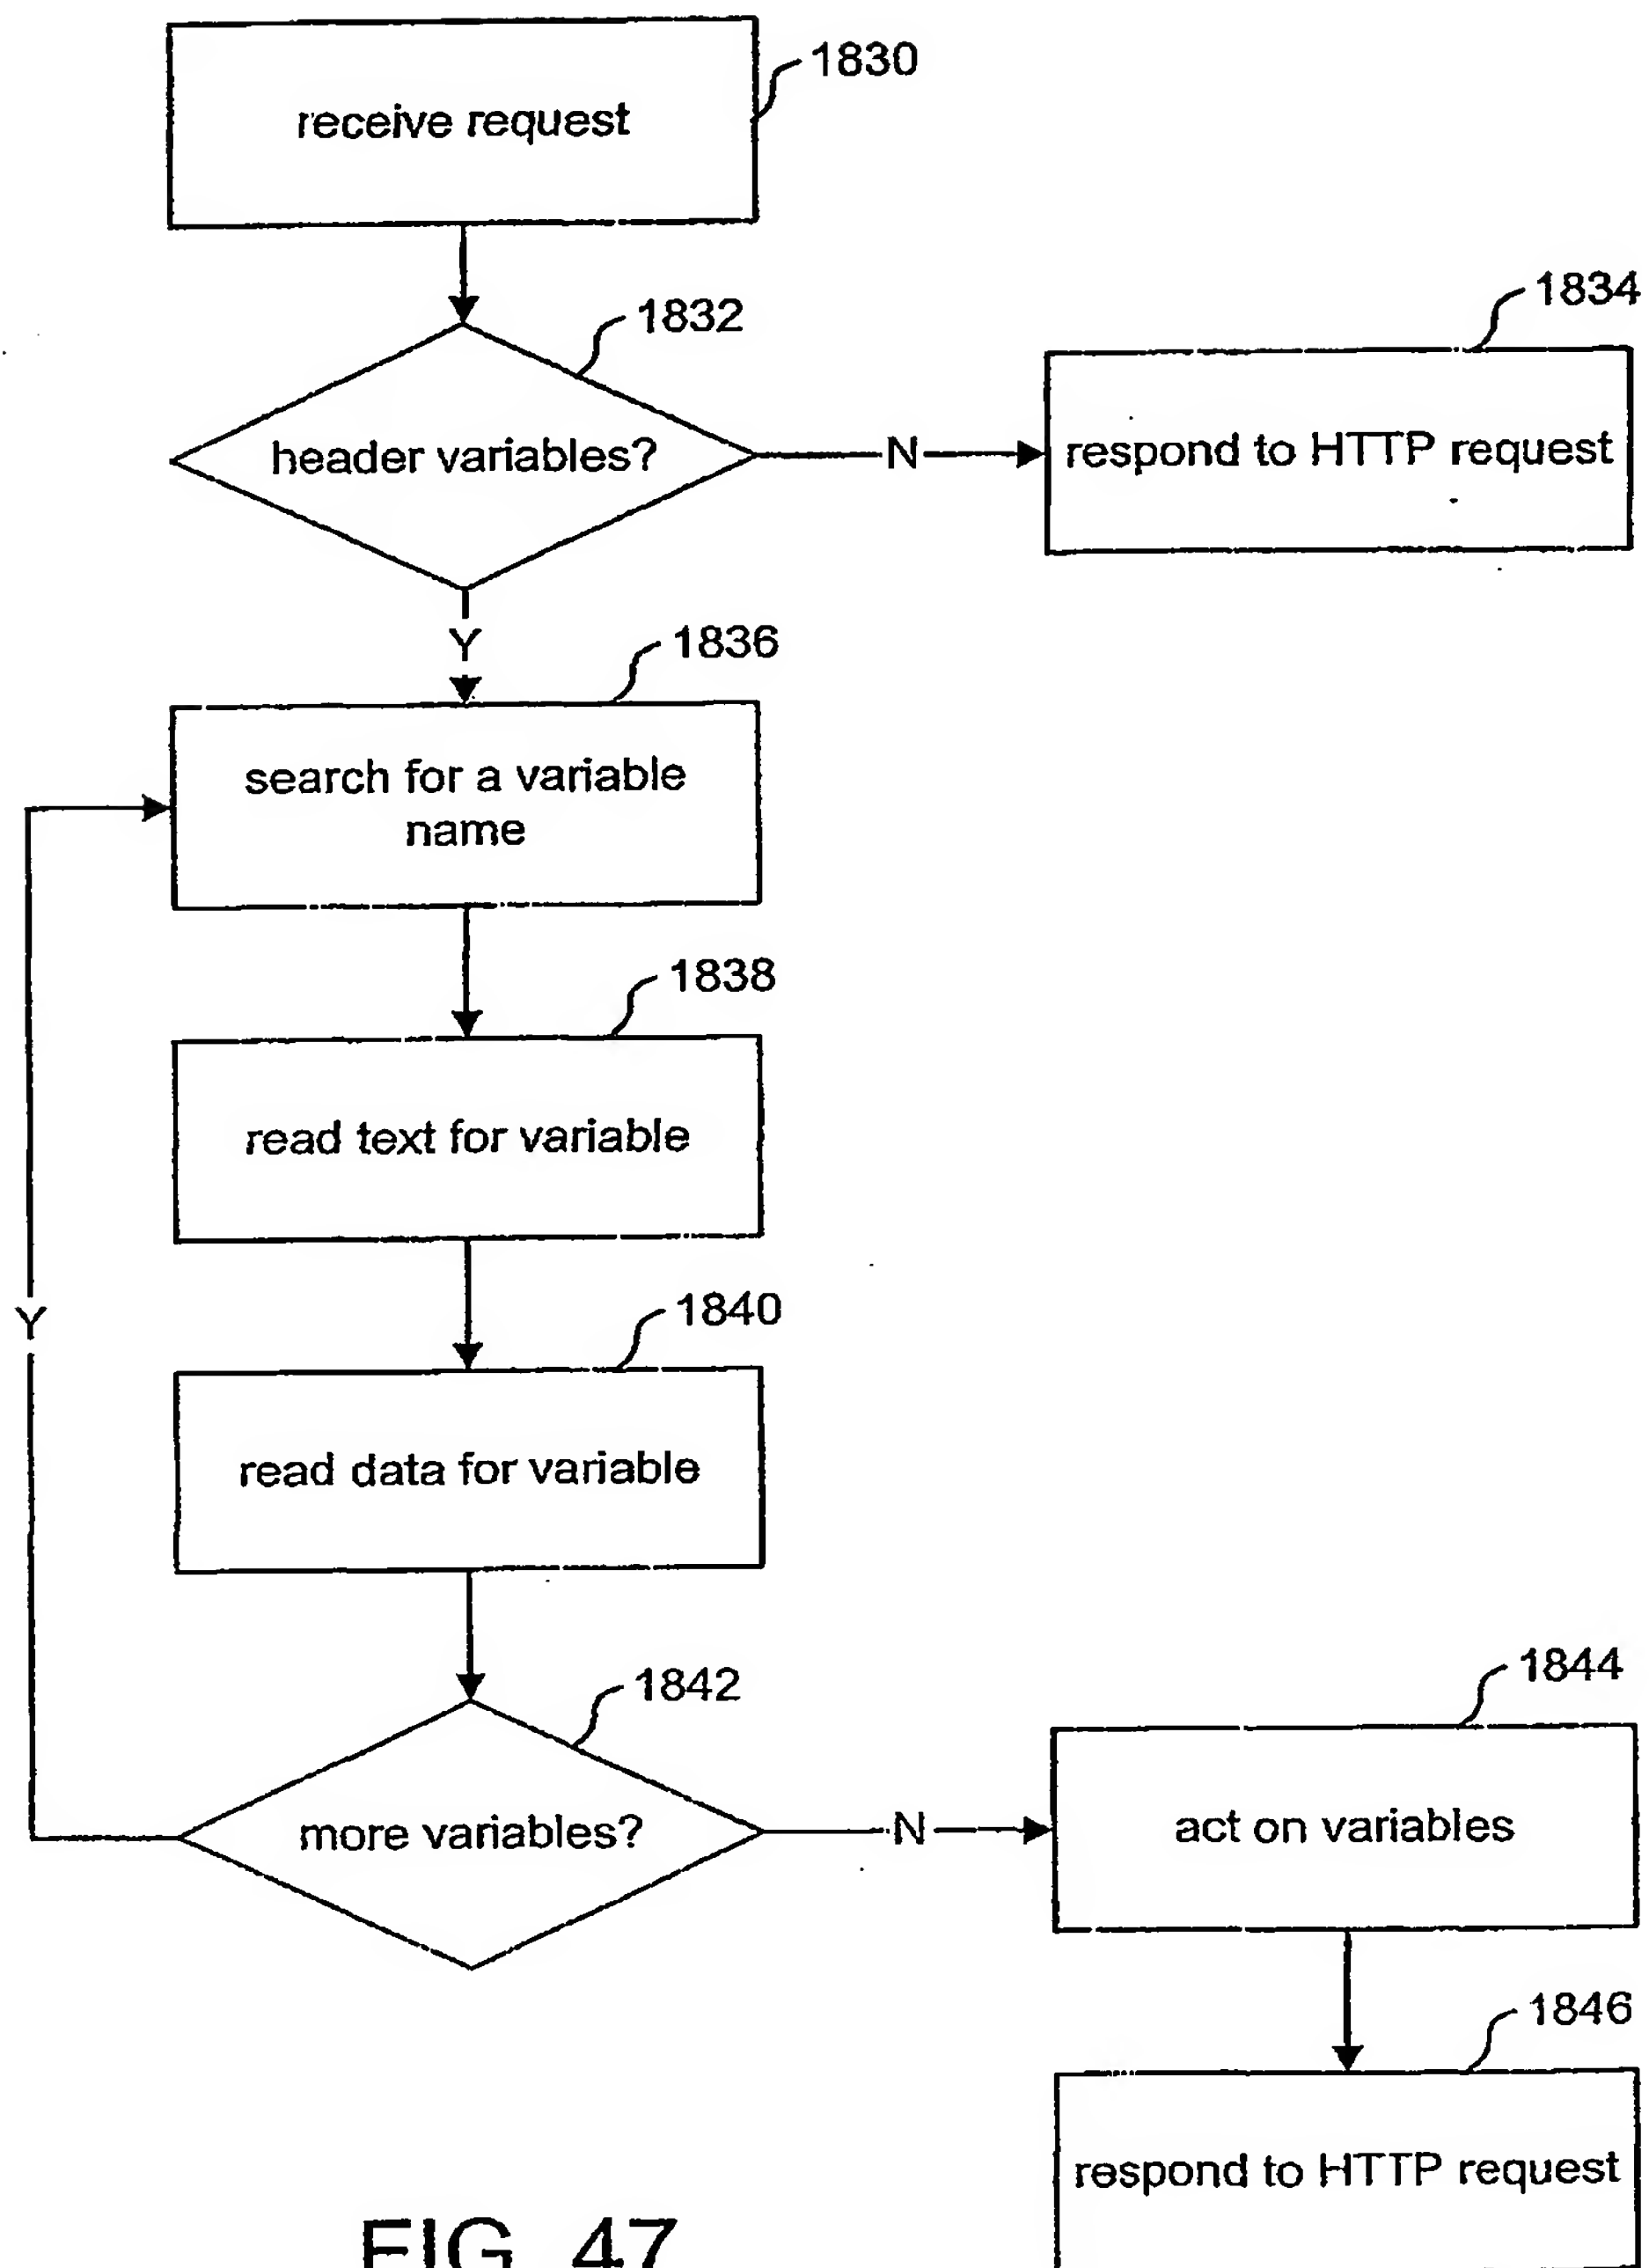 1830
receive request
1832
header variables?
N
1834
respond to HTTP request
Y
1836
search for a variable
name
1838
read text for variable
1840
read data for variable
Y
1842
more variables?
N
1844
act on variables
1846
respond to HTTP request
FIG. 47